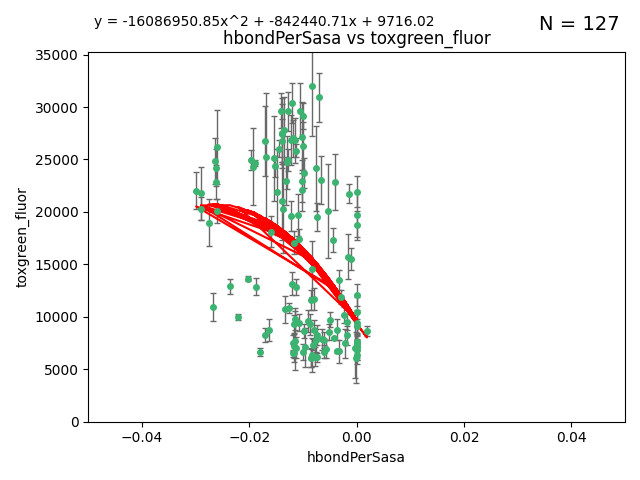 y = -16086950.85x^2 + -842440.71x + 9716.02
N = 127
hbondPerSasa vs toxgreen_fluor
35000
30000
25000
20000
15000
10000
5000
0
toxgreen_fluor
−0.04
−0.02
0.00
0.02
0.04
hbondPerSasa